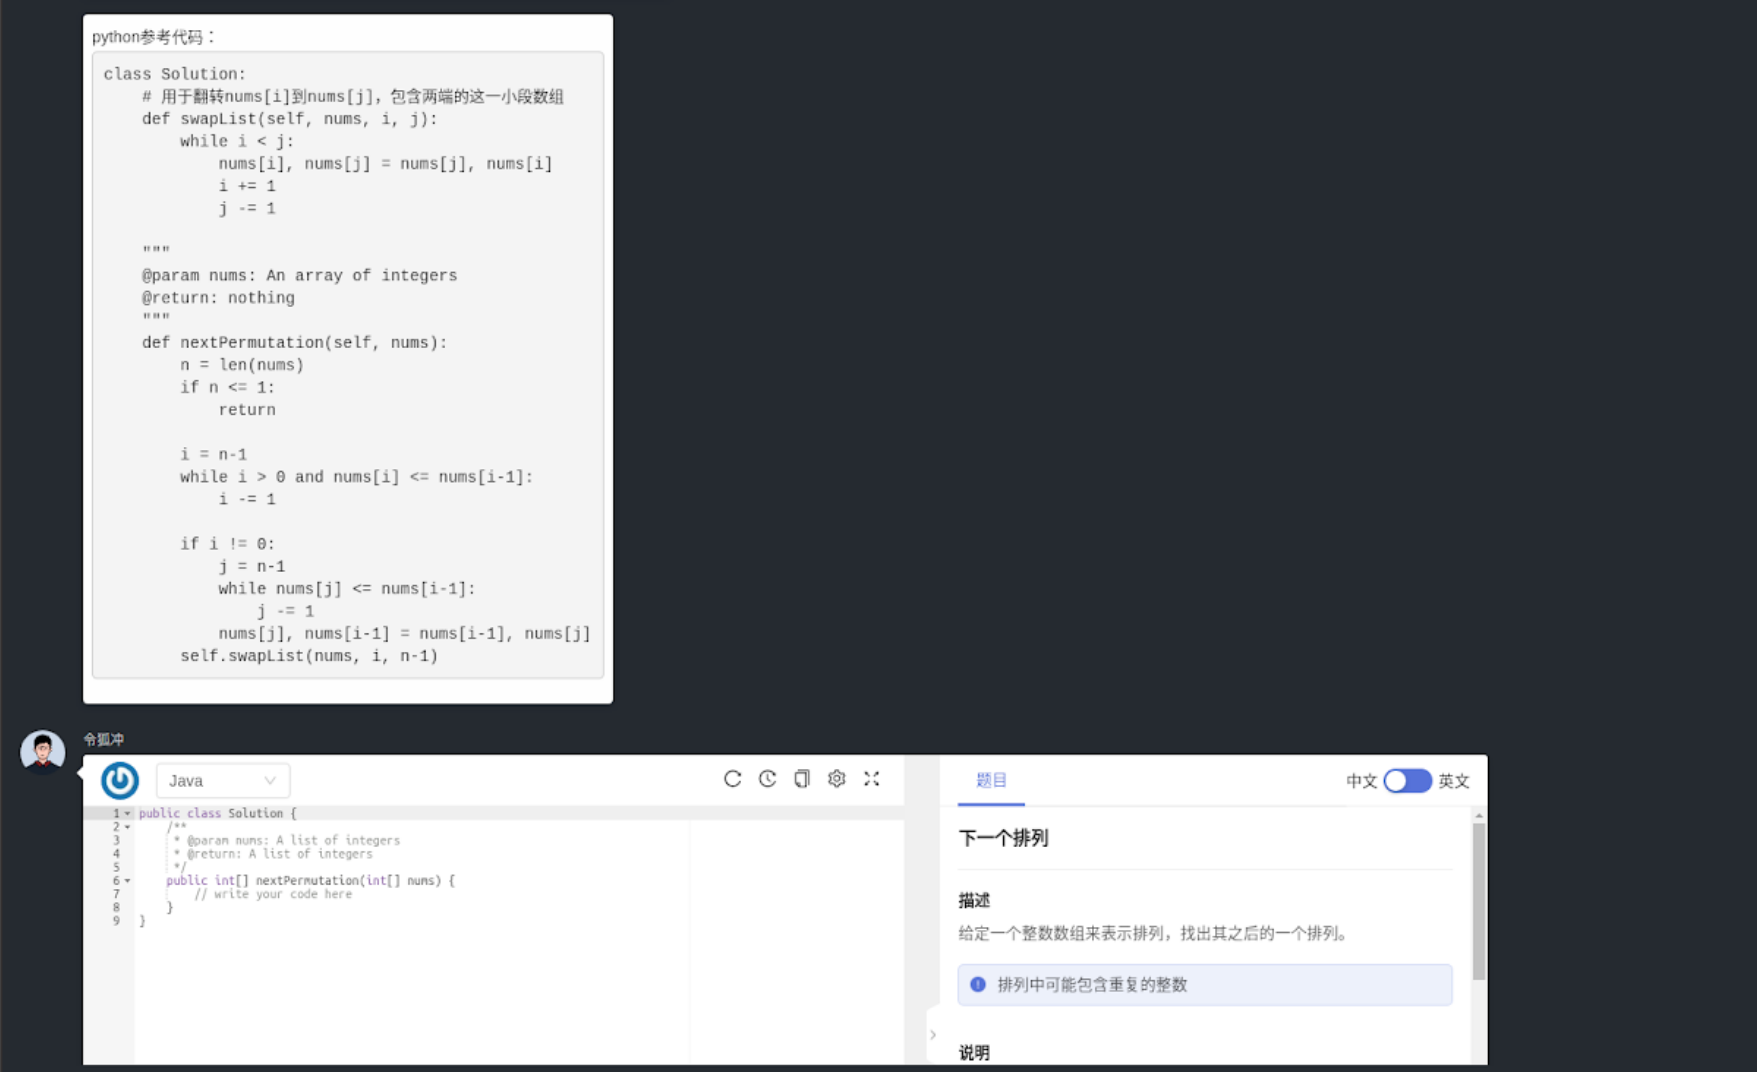 python参考代码：
class Solution:
    # 用于翻转nums[i]到nums[j]，包含两端的这一小段数组
    def swapList(self, nums, i, j):
        while i < j:
            nums[i], nums[j] = nums[j], nums[i]
            i += 1
            j -= 1

    """
    @param nums: An array of integers
    @return: nothing
    """
    def nextPermutation(self, nums):
        n = len(nums)
        if n <= 1:
            return

        i = n-1
        while i > 0 and nums[i] <= nums[i-1]:
            i -= 1

        if i != 0:
            j = n-1
            while nums[j] <= nums[i-1]:
                j -= 1
            nums[j], nums[i-1] = nums[i-1], nums[j]
        self.swapList(nums, i, n-1)
令狐冲
Java
1 public class Solution {
2     /**
3      * @param nums: A list of integers
4      * @return: A list of integers
5      */
6     public int[] nextPermutation(int[] nums) {
7         // write your code here
8     }
9 }
题目
中文 英文
下一个排列
描述
给定一个整数数组来表示排列，找出其之后的一个排列。
排列中可能包含重复的整数
说明